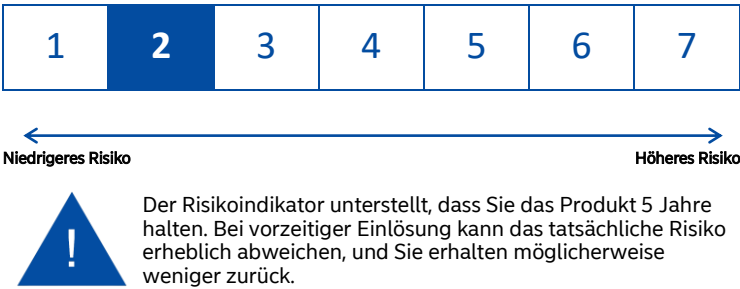 1 2 3 4 5 6 7
Niedrigeres Risiko Höheres Risiko
!
Der Risikoindikator unterstellt, dass Sie das Produkt 5 Jahre
halten. Bei vorzeitiger Einlösung kann das tatsächliche Risiko
erheblich abweichen, und Sie erhalten möglicherweise
weniger zurück.